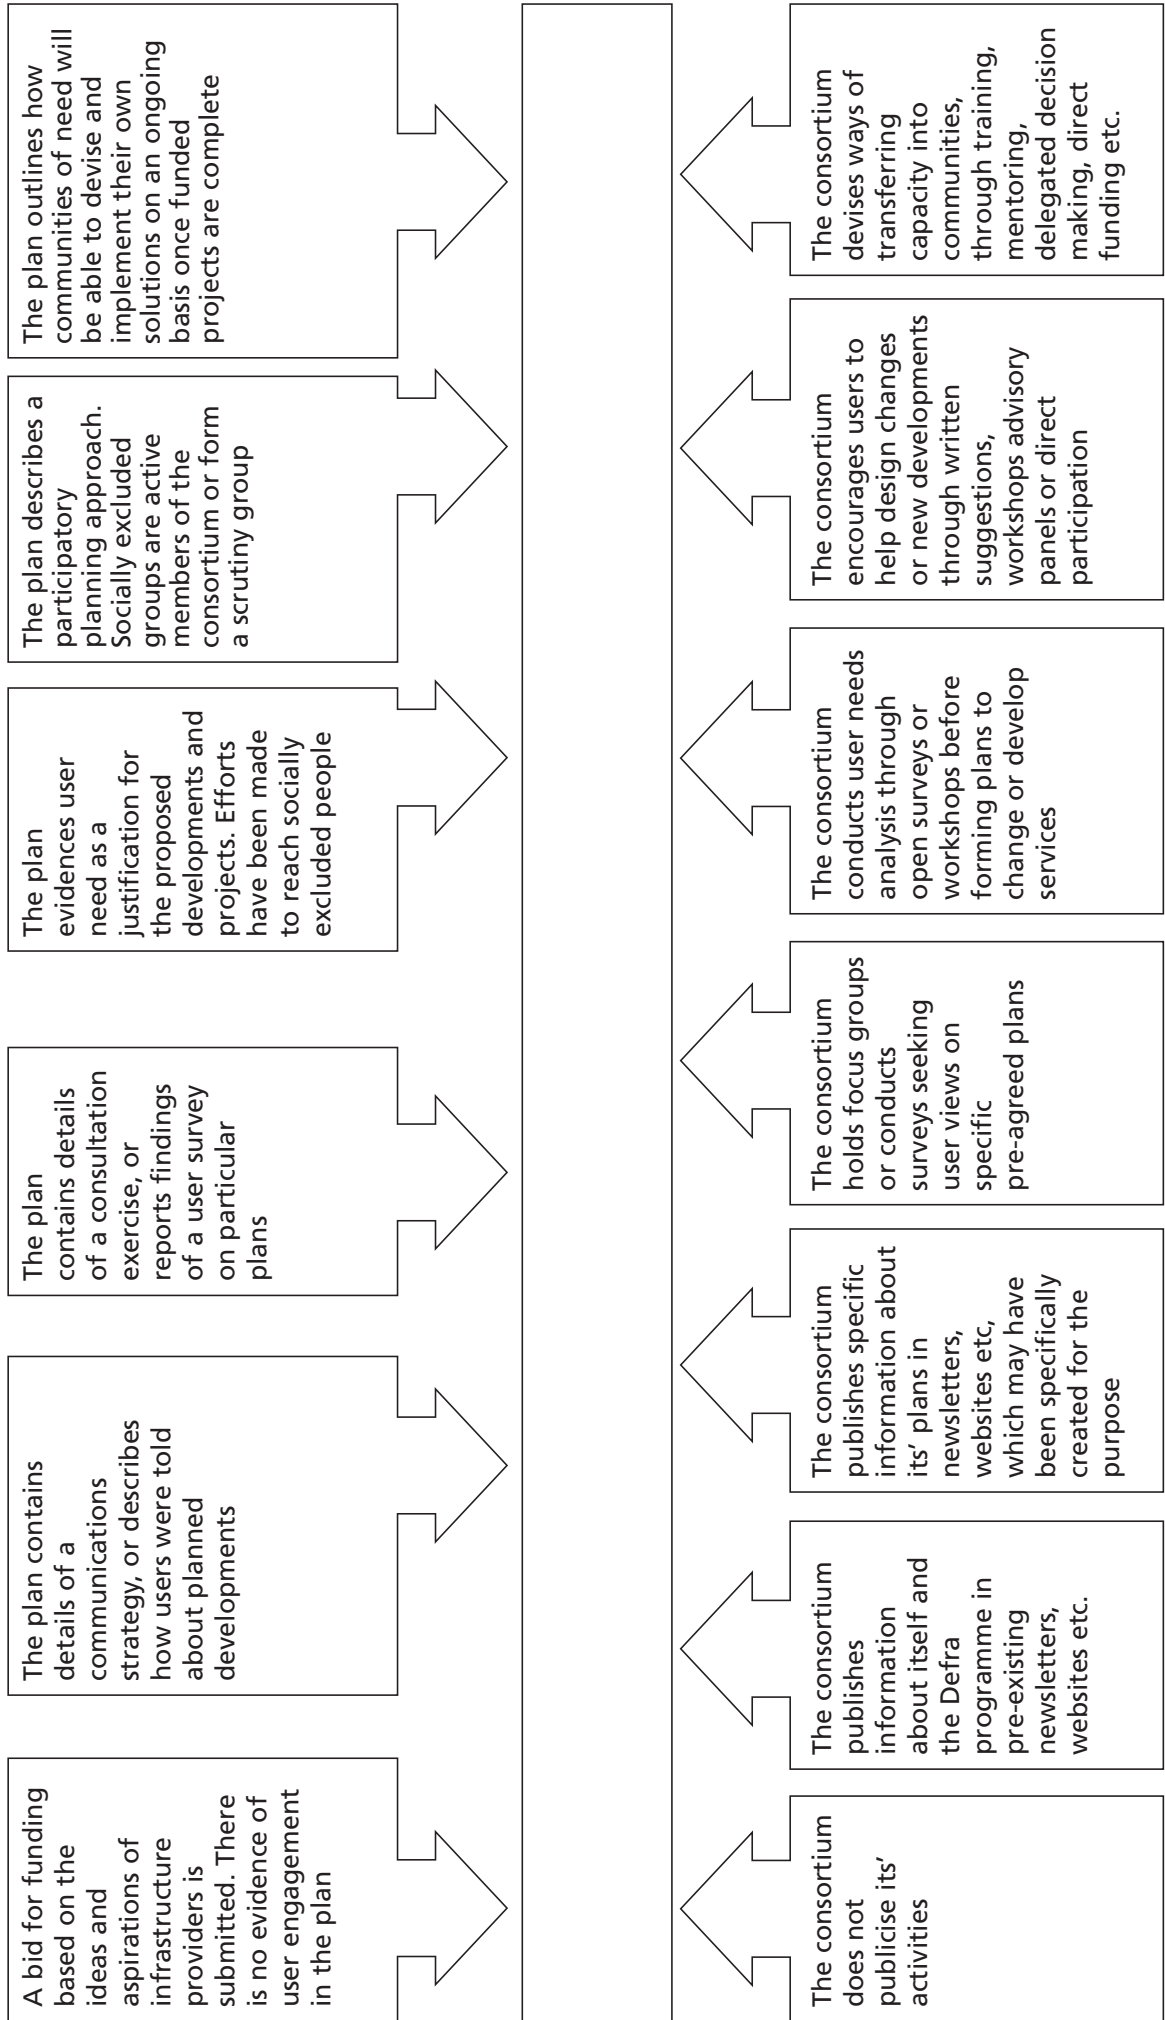 A bid for funding
based on the
ideas and
aspirations of
infrastructure
providers is
submitted. There
is no evidence of
user engagement
in the plan
The plan contains
details of a
communications
strategy, or describes
how users were told
about planned
developments
The plan
contains details
of a consultation
exercise, or
reports findings
of a user survey
on particular
plans
The plan
evidences user
need as a
justification for
the proposed
developments and
projects. Efforts
have been made
to reach socially
excluded people
The plan describes a
participatory
planning approach.
Socially excluded
groups are active
members of the
consortium or form
a scrutiny group
The plan outlines how
communities of need will
be able to devise and
implement their own
solutions on an ongoing
basis once funded
projects are complete
The consortium
does not
publicise its'
activities
The consortium
publishes
information
about itself and
the Defra
programme in
pre-existing
newsletters,
websites etc.
The consortium
publishes specific
information about
its' plans in
newsletters,
websites etc,
which may have
been specifically
created for the
purpose
The consortium
holds focus groups
or conducts
surveys seeking
user views on
specific
pre-agreed plans
The consortium
conducts user needs
analysis through
open surveys or
workshops before
forming plans to
change or develop
services
The consortium
encourages users to
help design changes
or new developments
through written
suggestions,
workshops advisory
panels or direct
participation
The consortium
devises ways of
transferring
capacity into
communities,
through training,
mentoring,
delegated decision
making, direct
funding etc.